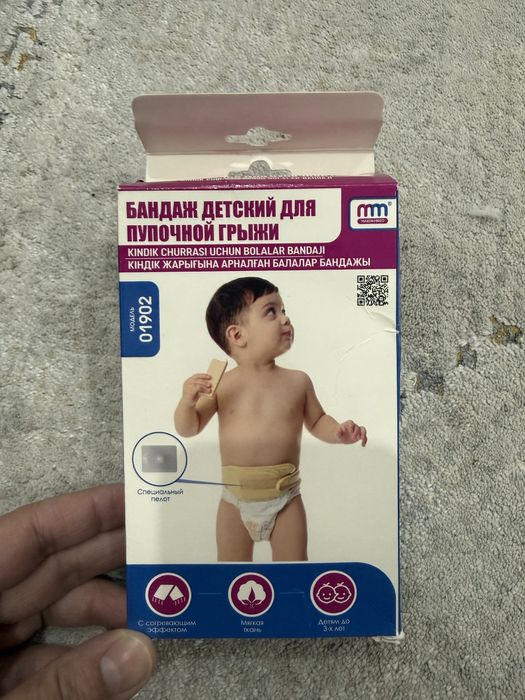 БАНДАЖ ДЕТСКИЙ ДЛЯ
ПУПОЧНОЙ ГРЫЖИ
mm®
KINDIK CHURRASI UCHUN BOLALAR BANDAJI
КІНДІК ЖАРЫҒЫНА АРНАЛҒАН БАЛАЛАР БАНДАЖЫ
МОДЕЛЬ
01902
Специальный
пелот
С согревающим
эффектом
Мягкая
ткань
Детям до
3-х лет